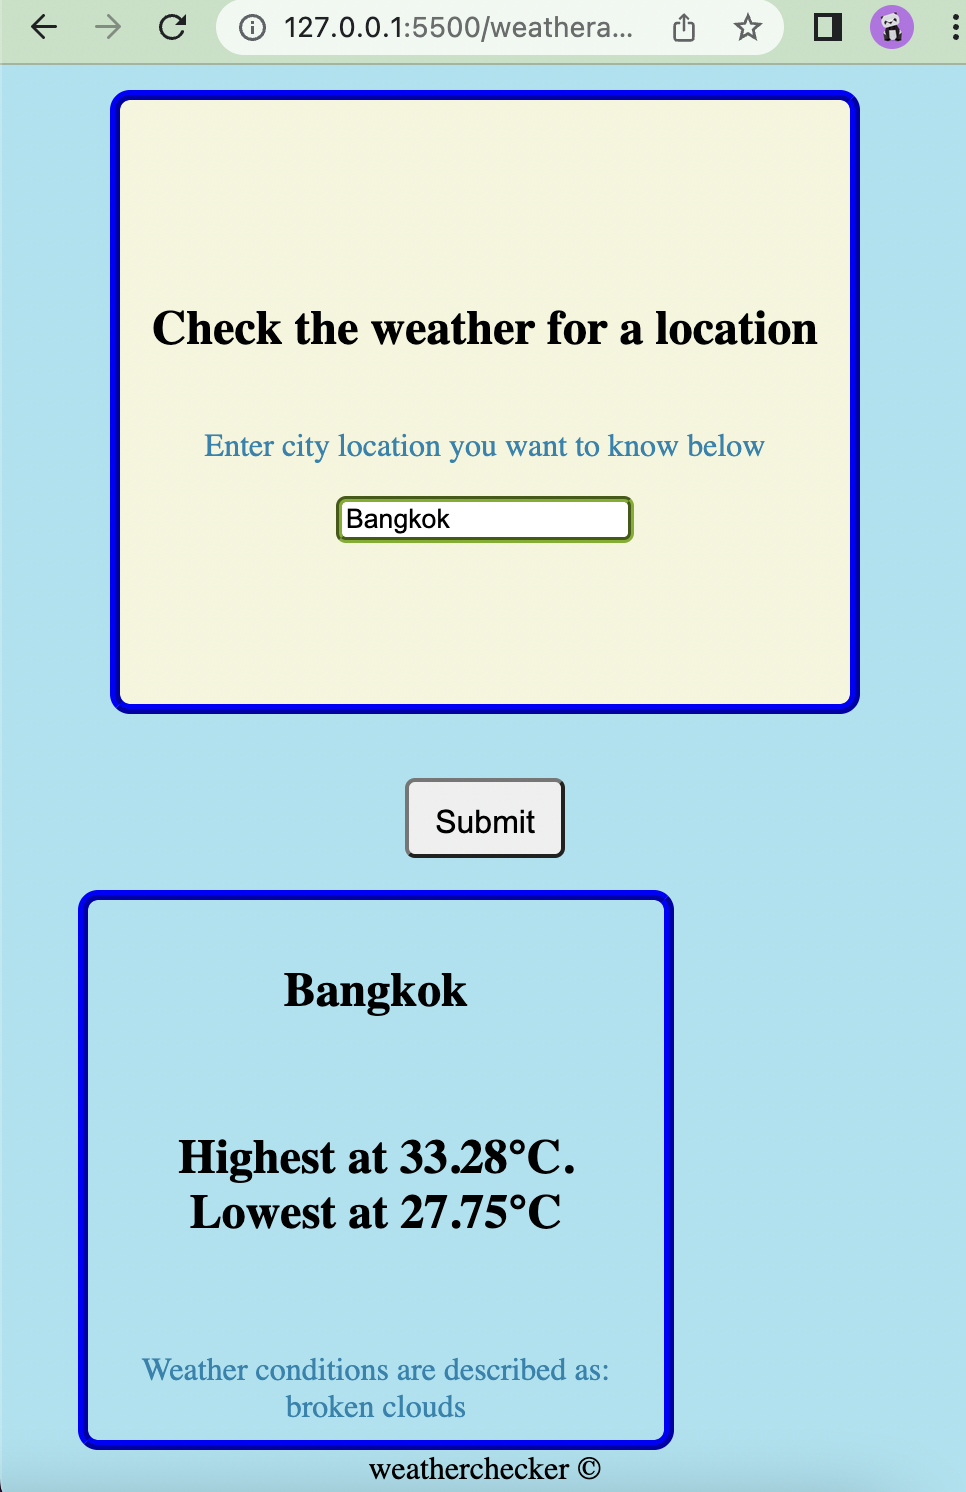 127.0.0.1:5500/weathera...
Check the weather for a location
Enter city location you want to know below
Bangkok
Submit
Bangkok
Highest at 33.28°C.
Lowest at 27.75°C
Weather conditions are described as:
broken clouds
weatherchecker ©